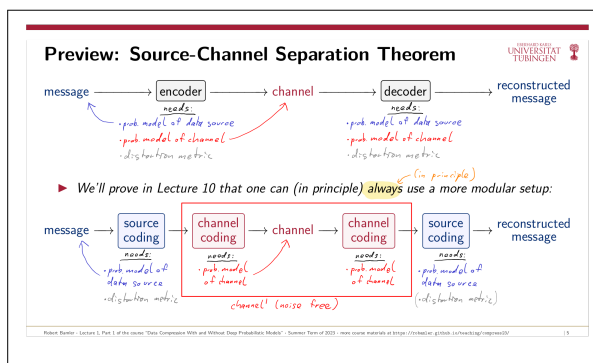 Preview: Source-Channel Separation Theorem
EBERHARD KARLS
UNIVERSITÄT
TÜBINGEN
message
encoder
channel
decoder
reconstructed
message
needs:
• prob. model of data source
• prob. model of channel
• distortion metric
needs:
• prob. model of data source
• prob. model of channel
• distortion metric
(in principle)
We'll prove in Lecture 10 that one can (in principle) always use a more modular setup:
message
source
coding
channel
coding
channel
channel
coding
source
coding
reconstructed
message
needs:
• prob. model of
data source
• distortion metric
needs:
• prob. model
of channel
needs:
• prob. model
of channel
needs:
• prob. model of
data source
(• distortion metric)
channel' (noise free)
Robert Bamler · Lecture 1, Part 1 of the course "Data Compression With and Without Deep Probabilistic Models" · Summer Term of 2023 · more course materials at https://robamler.github.io/teaching/compress23/
| 5